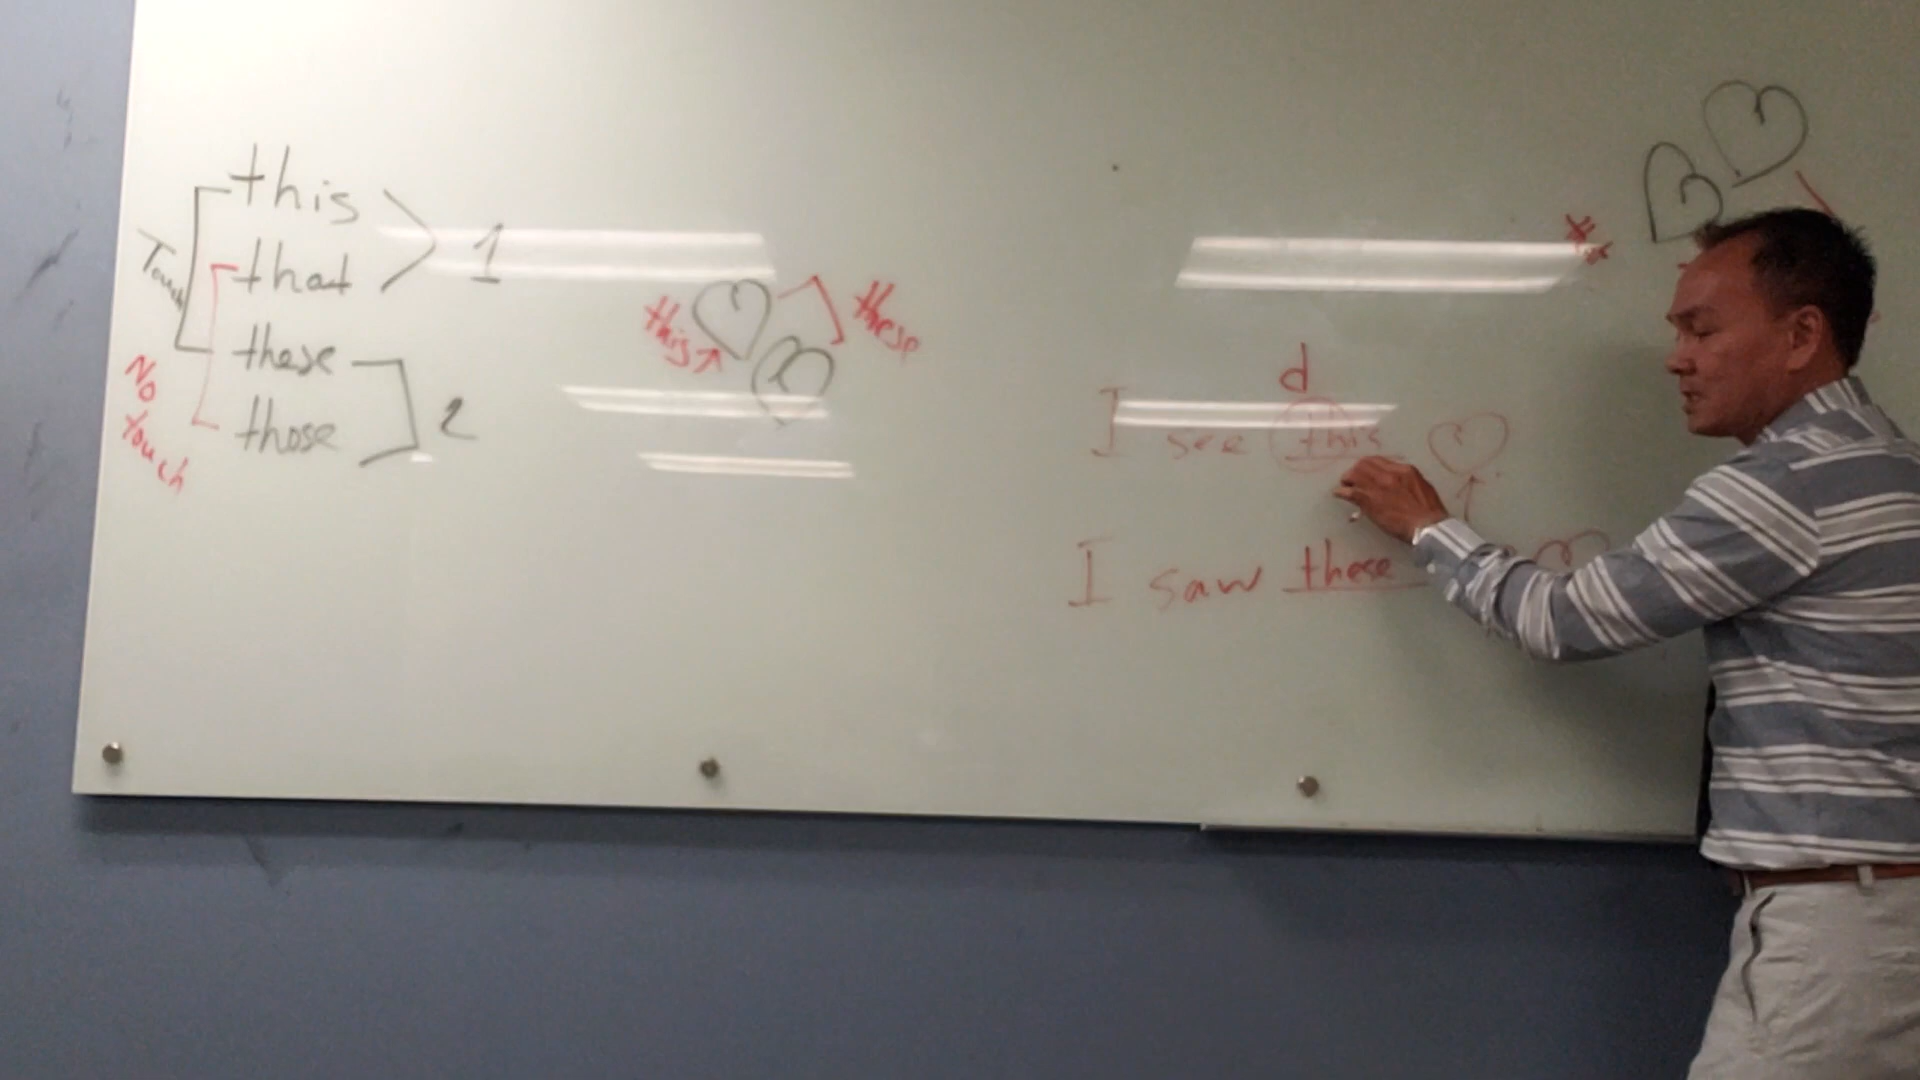 this
that
these
those
1
2
Touch
No
touch
this
these
d
I see this
I saw these